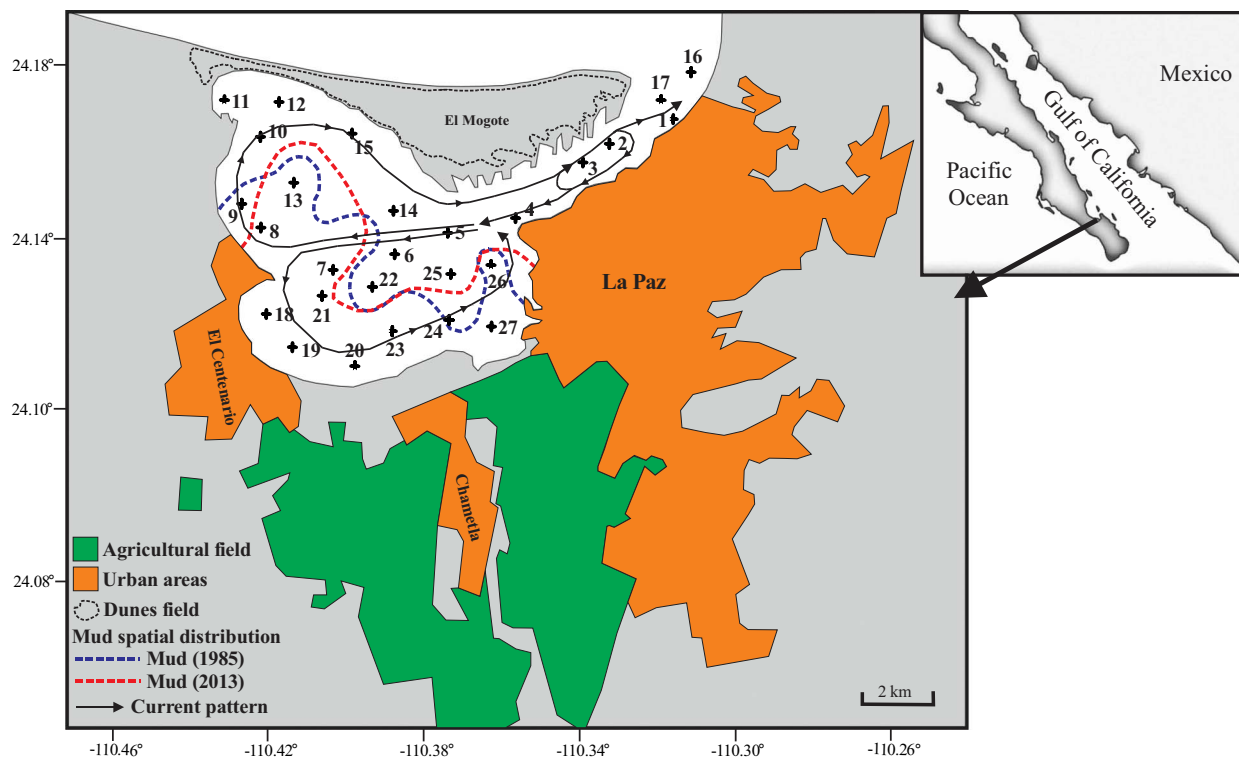 24.18°
24.14°
24.10°
24.08°
-110.46°
-110.42°
-110.38°
-110.34°
-110.30°
-110.26°
16
17
1
11
12
10
15
El Mogote
2
3
13
9
8
14
4
5
6
7
22
25
26
21
18
24
27
23
19
20
La Paz
El Centenario
Chametla
Agricultural field
Urban areas
Dunes field
Mud spatial distribution
Mud (1985)
Mud (2013)
Current pattern
2 km
Mexico
Gulf of California
Pacific
Ocean